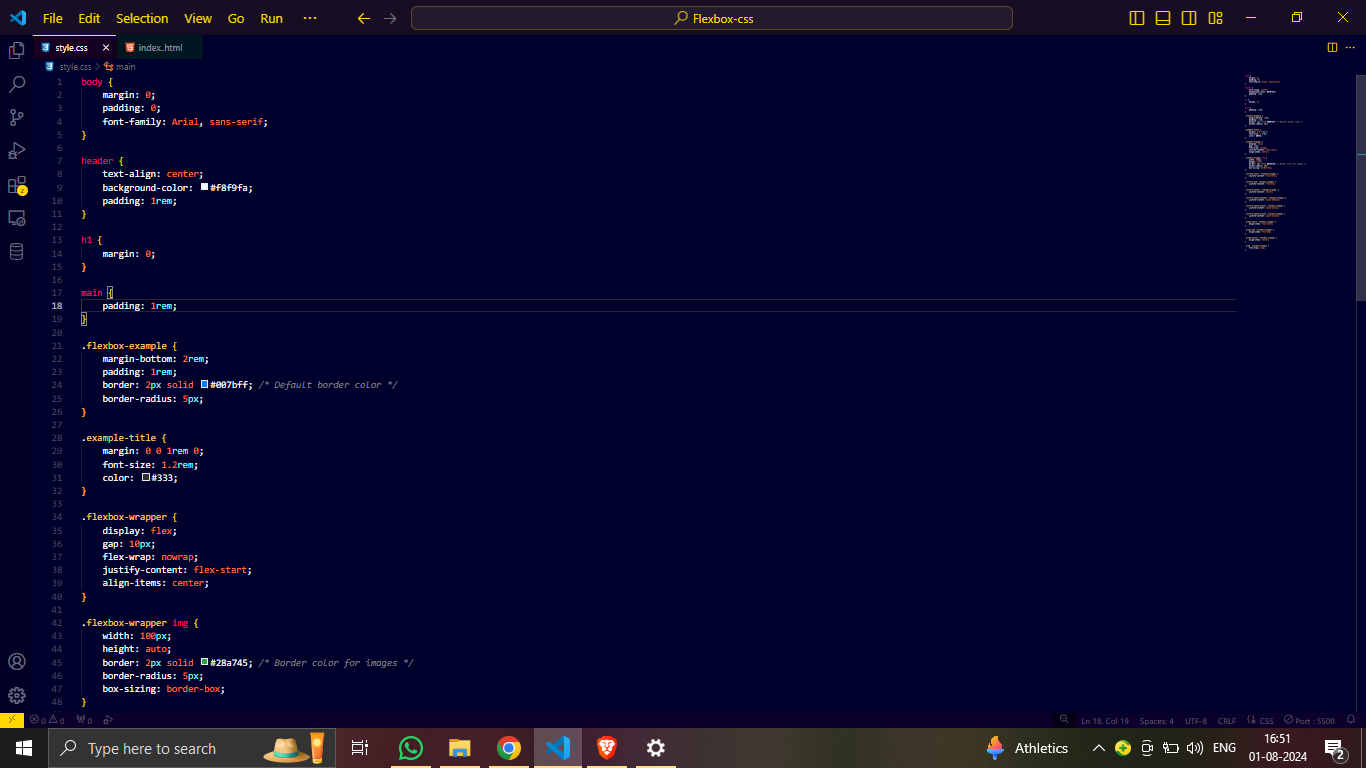 File Edit Selection View Go Run ···
Flexbox-css
style.css
index.html
style.css > main
1 body {
2 margin: 0;
3 padding: 0;
4 font-family: Arial, sans-serif;
5 }
6
7 header {
8 text-align: center;
9 background-color: #f8f9fa;
10 padding: 1rem;
11 }
12
13 h1 {
14 margin: 0;
15 }
16
17 main {
18 padding: 1rem;
19 }
20
21 .flexbox-example {
22 margin-bottom: 2rem;
23 padding: 1rem;
24 border: 2px solid #007bff; /* Default border color */
25 border-radius: 5px;
26 }
27
28 .example-title {
29 margin: 0 0 1rem 0;
30 font-size: 1.2rem;
31 color: #333;
32 }
33
34 .flexbox-wrapper {
35 display: flex;
36 gap: 10px;
37 flex-wrap: nowrap;
38 justify-content: flex-start;
39 align-items: center;
40 }
41
42 .flexbox-wrapper img {
43 width: 100px;
44 height: auto;
45 border: 2px solid #28a745; /* Border color for images */
46 border-radius: 5px;
47 box-sizing: border-box;
48 }
0 0 0 Ln 18, Col 19 Spaces: 4 UTF-8 CRLF CSS Port : 5500
Type here to search
Athletics
ENG
16:51
01-08-2024
2